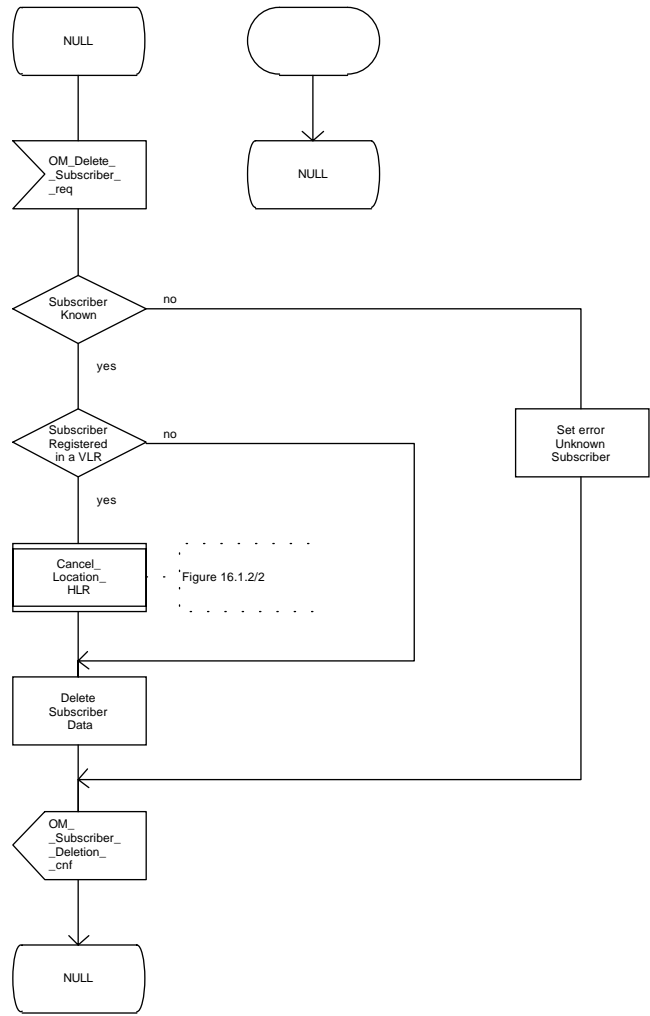 NULL
OM_Delete_
_Subscriber_
_req
NULL
Subscriber
Known
no
yes
Subscriber
Registered
in a VLR
no
Set error
Unknown
Subscriber
yes
Cancel_
Location_
HLR
Figure 16.1.2/2
Delete
Subscriber
Data
OM_
_Subscriber_
_Deletion_
_cnf
NULL